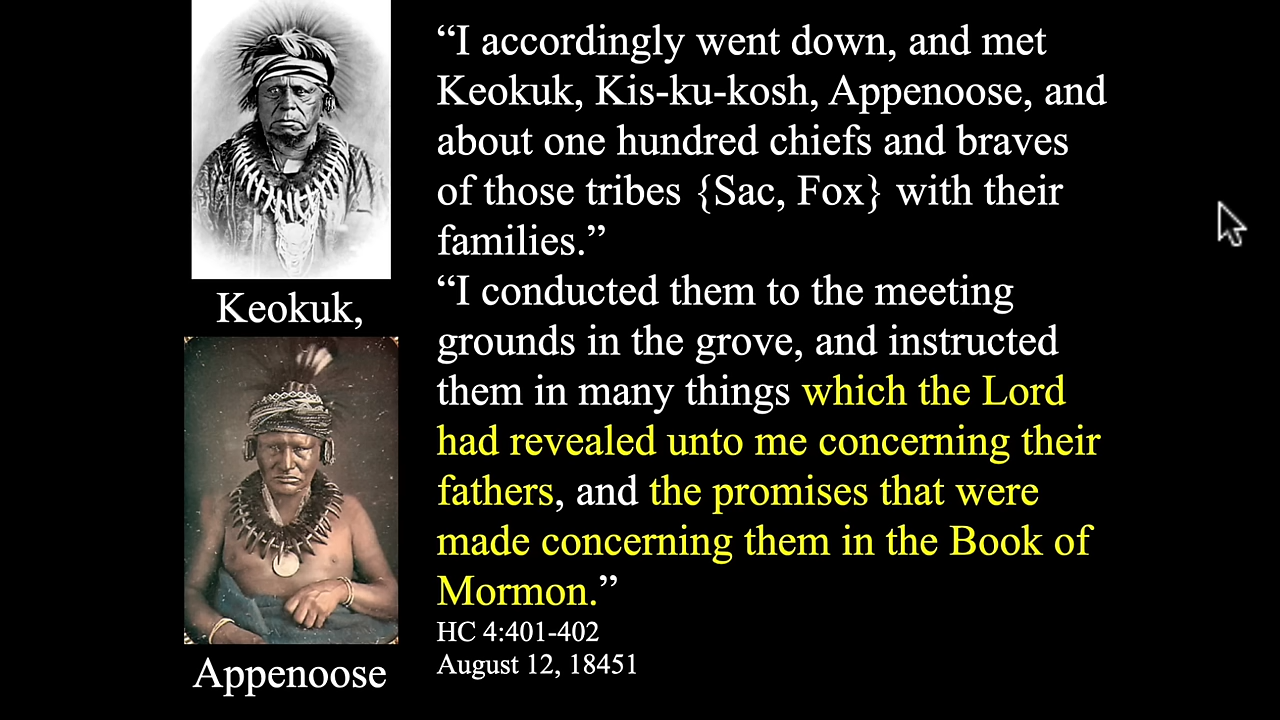 “I accordingly went down, and met
Keokuk, Kis-ku-kosh, Appenoose, and
about one hundred chiefs and braves
of those tribes {Sac, Fox} with their
families.”
“I conducted them to the meeting
grounds in the grove, and instructed
them in many things which the Lord
had revealed unto me concerning their
fathers, and the promises that were
made concerning them in the Book of
Mormon.”
HC 4:401-402
August 12, 18451
Keokuk,
Appenoose